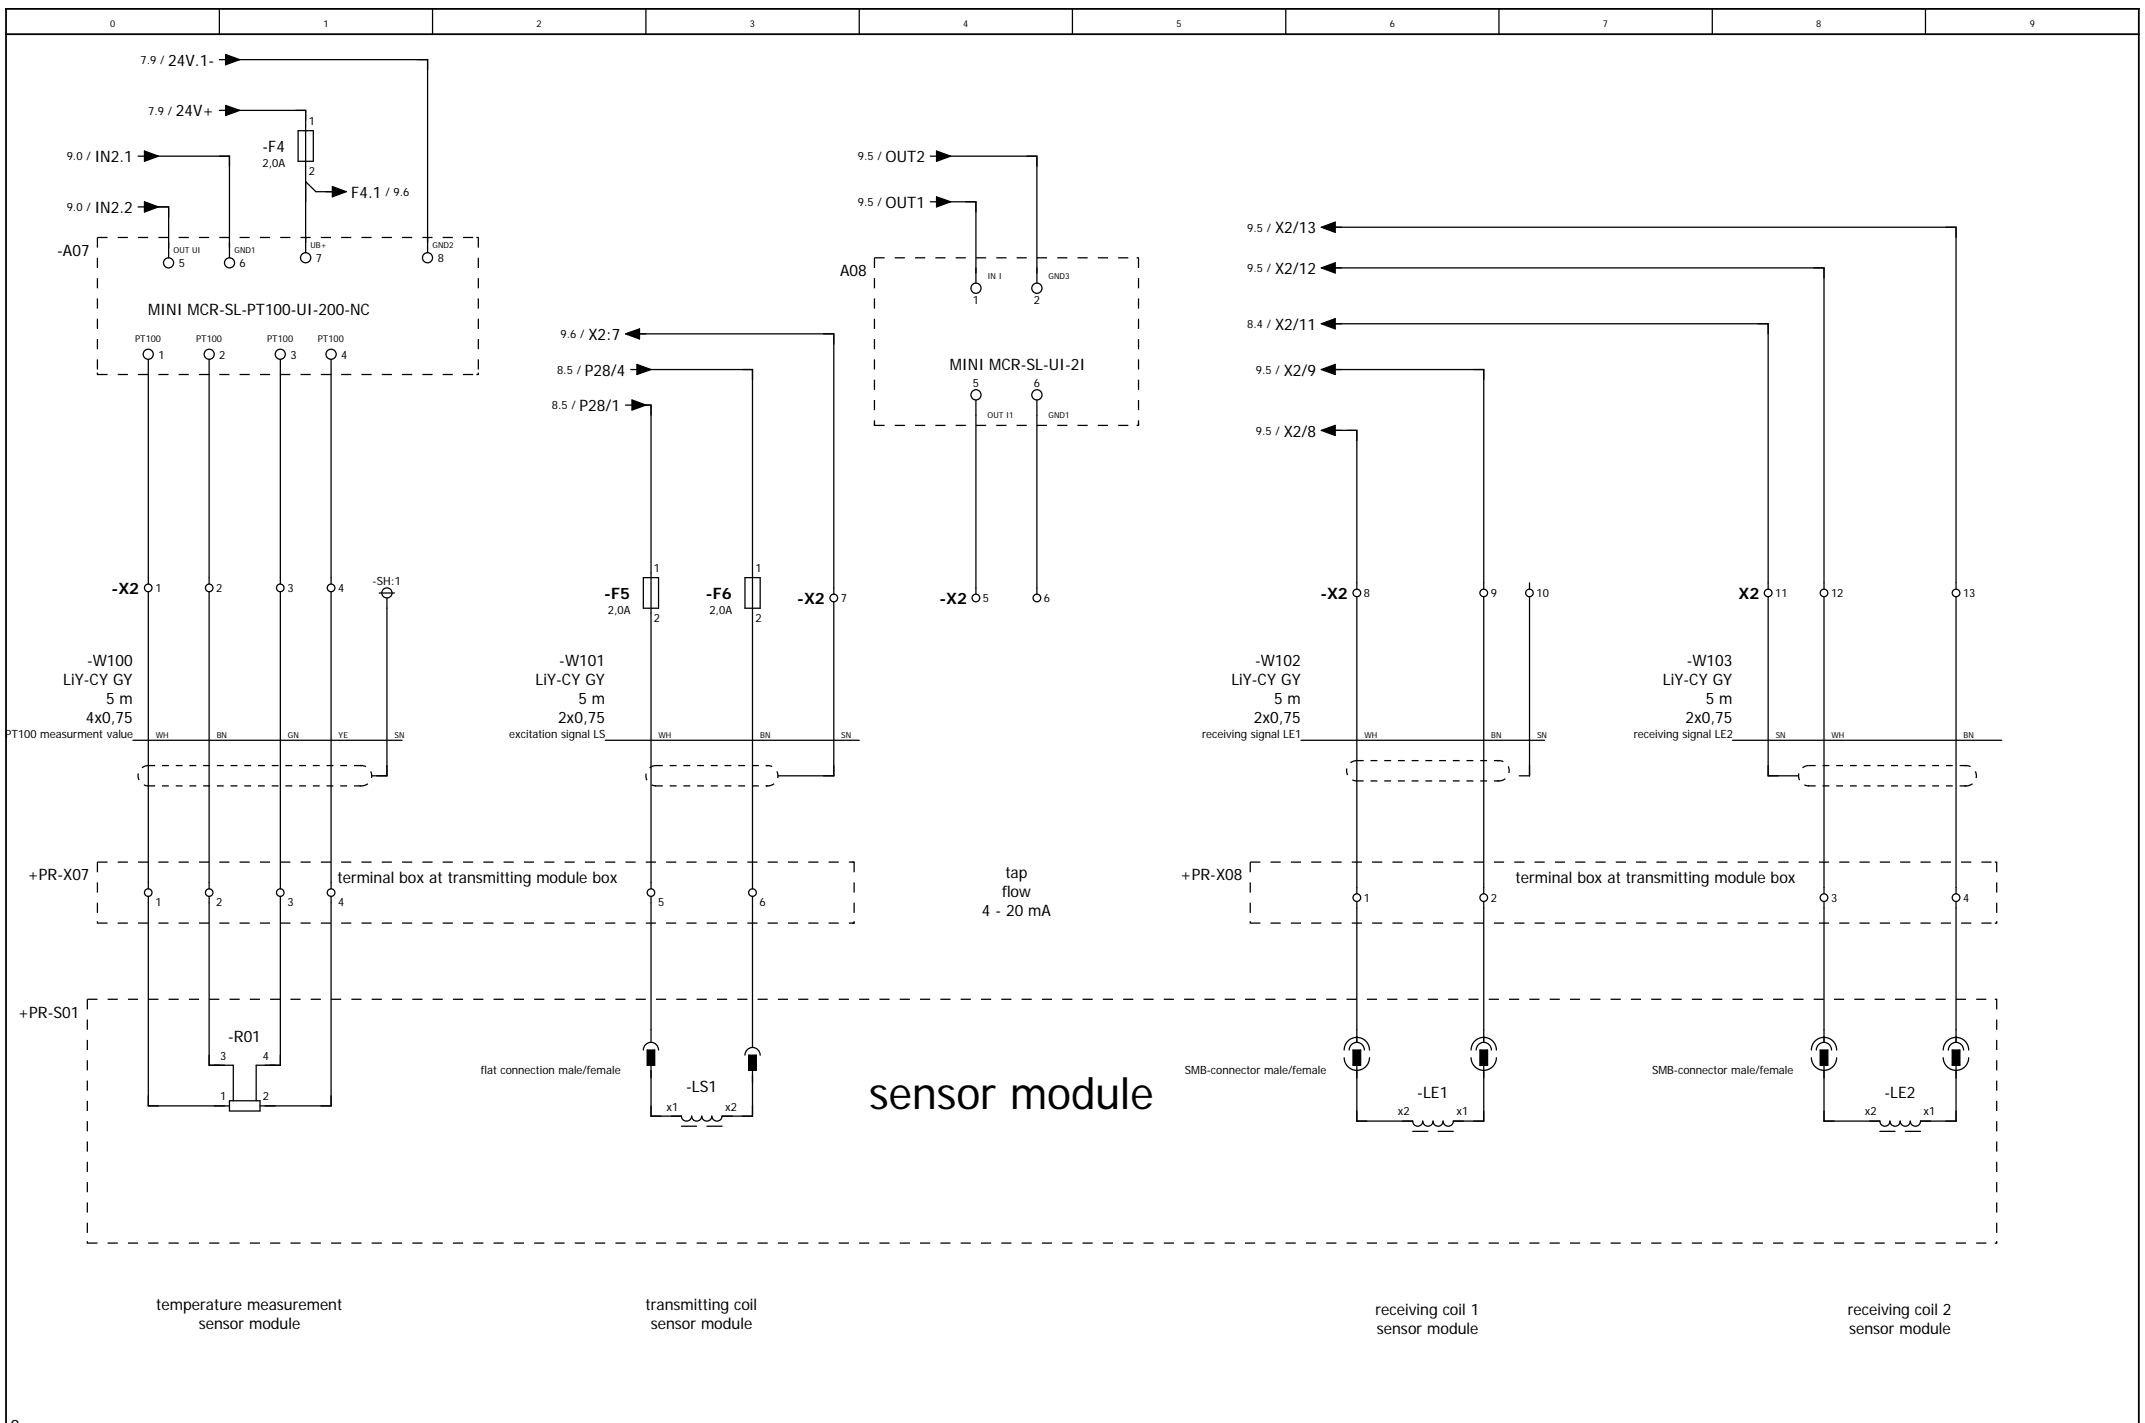 0 1 2 3 4 5 6 7 8 9
7.9 / 24V.1-
7.9 / 24V+
1
-F4
2,0A
2
F4.1 / 9.6
9.0 / IN2.1
9.0 / IN2.2
-A07
OUT UI
5
GND1
6
UB+
7
GND2
8
MINI MCR-SL-PT100-UI-200-NC
PT100 PT100 PT100 PT100
1 2 3 4
9.5 / OUT2
9.5 / OUT1
A08
IN I
1
GND3
2
MINI MCR-SL-UI-2I
5 6
OUT I1 GND1
9.6 / X2:7
8.5 / P28/4
8.5 / P28/1
9.5 / X2/13
9.5 / X2/12
8.4 / X2/11
9.5 / X2/9
9.5 / X2/8
-X2 1 2 3 4 -SH:1
1
-F5
2,0A
2
1
-F6
2,0A
2
-X2 7
-X2 5 6
-X2 8 9 10
X2 11 12 13
-W100
LiY-CY GY
5 m
4x0,75
PT100 measurment value WH BN GN YE SN
-W101
LiY-CY GY
5 m
2x0,75
excitation signal LS WH BN SN
-W102
LiY-CY GY
5 m
2x0,75
receiving signal LE1 WH BN SN
-W103
LiY-CY GY
5 m
2x0,75
receiving signal LE2 SN WH BN
+PR-X07
terminal box at transmitting module box
1 2 3 4 5 6
tap
flow
4 - 20 mA
+PR-X08
terminal box at transmitting module box
1 2 3 4
+PR-S01
-R01
3 4
1 2
flat connection male/female
-LS1
x1 x2
sensor module
SMB-connector male/female
-LE1
x2 x1
SMB-connector male/female
-LE2
x2 x1
temperature measurement
sensor module
transmitting coil
sensor module
receiving coil 1
sensor module
receiving coil 2
sensor module